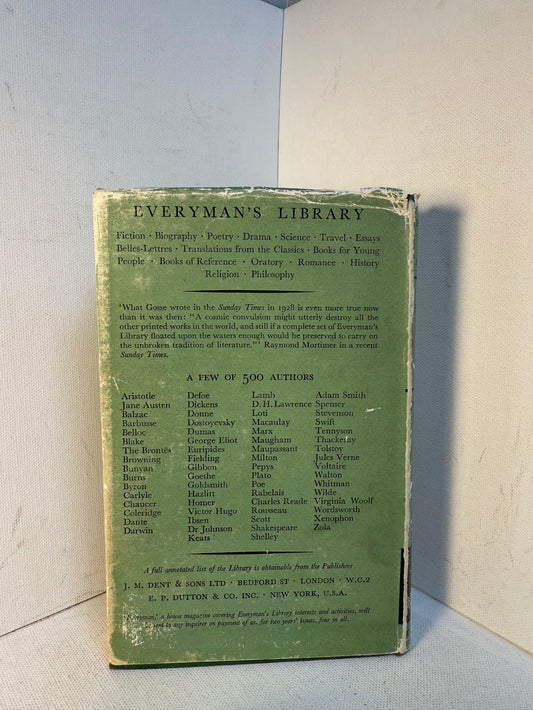 EVERYMAN'S LIBRARY
Fiction · Biography · Poetry · Drama · Science · Travel · Essays
Belles-Lettres · Translations from the Classics · Books for Young
People · Books of Reference · Oratory · Romance · History
Religion · Philosophy
'What Gosse wrote in the Sunday Times in 1928 is even more true now
than it was then: "A cosmic convulsion might utterly destroy all the
other printed works in the world, and still if a complete set of Everyman's
Library floated upon the waters enough would be preserved to carry on
the unbroken tradition of literature."' Raymond Mortimer in a recent
Sunday Times.
A FEW OF 500 AUTHORS
Aristotle
Jane Austen
Balzac
Barbusse
Belloc
Blake
The Brontës
Browning
Bunyan
Burns
Byron
Carlyle
Chaucer
Coleridge
Dante
Darwin
Defoe
Dickens
Donne
Dostoyevsky
Dumas
George Eliot
Euripides
Fielding
Gibbon
Goethe
Goldsmith
Hazlitt
Homer
Victor Hugo
Ibsen
Dr. Johnson
Keats
Lamb
D. H. Lawrence
Loti
Macaulay
Marx
Maugham
Maupassant
Milton
Pepys
Plato
Poe
Rabelais
Charles Reade
Rousseau
Scott
Shakespeare
Shelley
Adam Smith
Spenser
Stevenson
Swift
Tennyson
Thackeray
Tolstoy
Jules Verne
Voltaire
Walton
Whitman
Wilde
Virginia Woolf
Wordsworth
Xenophon
Zola
A full annotated list of the Library is obtainable from the Publishers
J. M. DENT & SONS LTD · BEDFORD ST · LONDON · W.C.2
E. P. DUTTON & CO. INC. · NEW YORK, U.S.A.
'Everyman,' a house magazine covering Everyman's Library interests and activities, will
be sent to any inquirer on payment of 2s. for two years' issues, four in all.